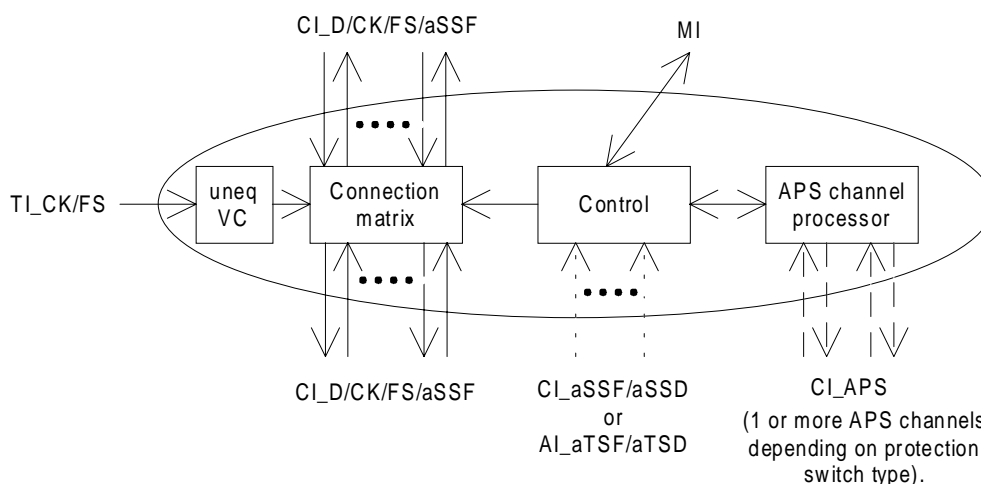 CI_D/CK/FS/aSSF
MI
TI_CK/FS
uneq
VC
Connection
matrix
Control
APS channel
processor
CI_D/CK/FS/aSSF
CI_aSSF/aSSD
or
AI_aTSF/aTSD
CI_APS
(1 or more APS channels
depending on protection
switch type).